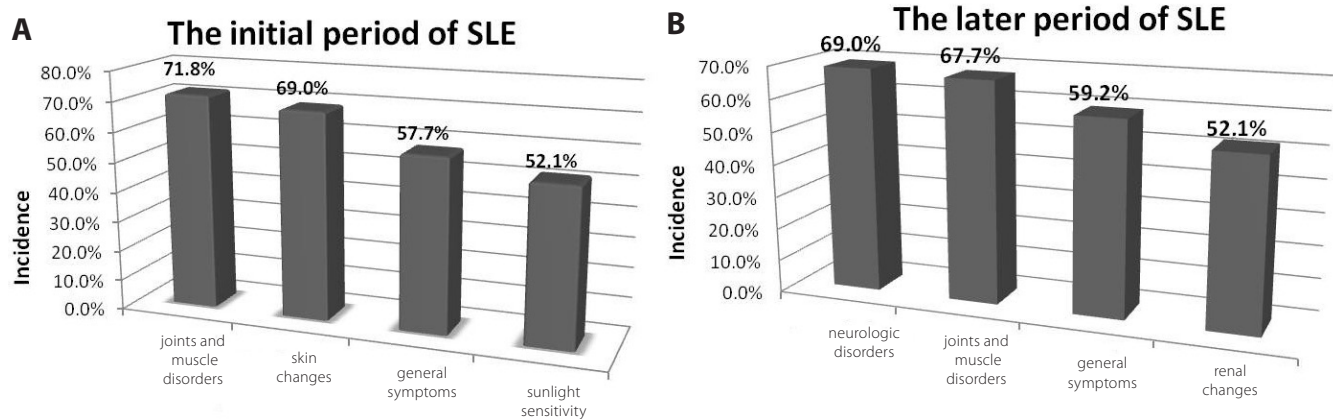 A
The initial period of SLE
80.0%
70.0%
60.0%
50.0%
40.0%
30.0%
20.0%
10.0%
0.0%
Incidence
71.8%
69.0%
57.7%
52.1%
joints and
muscle
disorders
skin
changes
general
symptoms
sunlight
sensitivity
B
The later period of SLE
70.0%
60.0%
50.0%
40.0%
30.0%
20.0%
10.0%
0.0%
Incidence
69.0%
67.7%
59.2%
52.1%
neurologic
disorders
joints and
muscle
disorders
general
symptoms
renal
changes